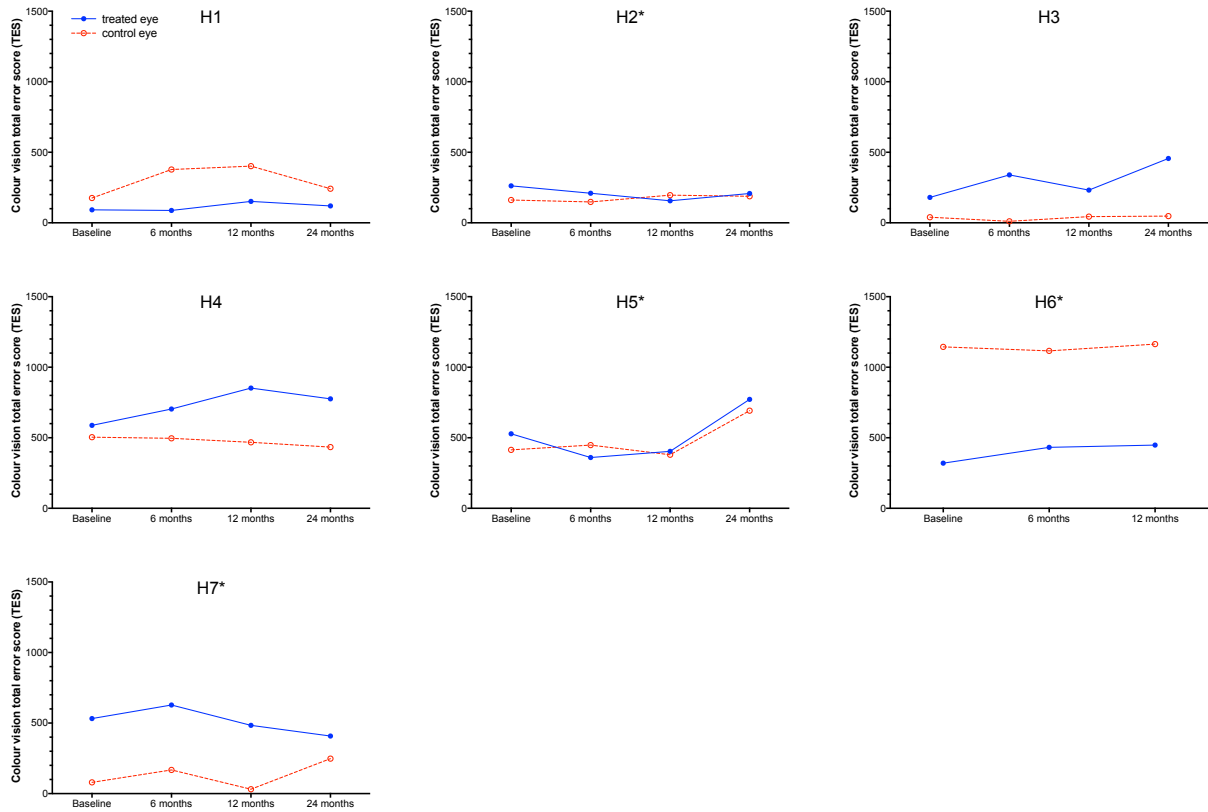 H1
Colour vision total error score (TES)
1500
1000
500
0
treated eye
control eye
Baseline 6 months 12 months 24 months
H2*
Colour vision total error score (TES)
1500
1000
500
0
Baseline 6 months 12 months 24 months
H3
Colour vision total error score (TES)
1500
1000
500
0
Baseline 6 months 12 months 24 months
H4
Colour vision total error score (TES)
1500
1000
500
0
Baseline 6 months 12 months 24 months
H5*
Colour vision total error score (TES)
1500
1000
500
0
Baseline 6 months 12 months 24 months
H6*
Colour vision total error score (TES)
1500
1000
500
0
Baseline 6 months 12 months
H7*
Colour vision total error score (TES)
1500
1000
500
0
Baseline 6 months 12 months 24 months